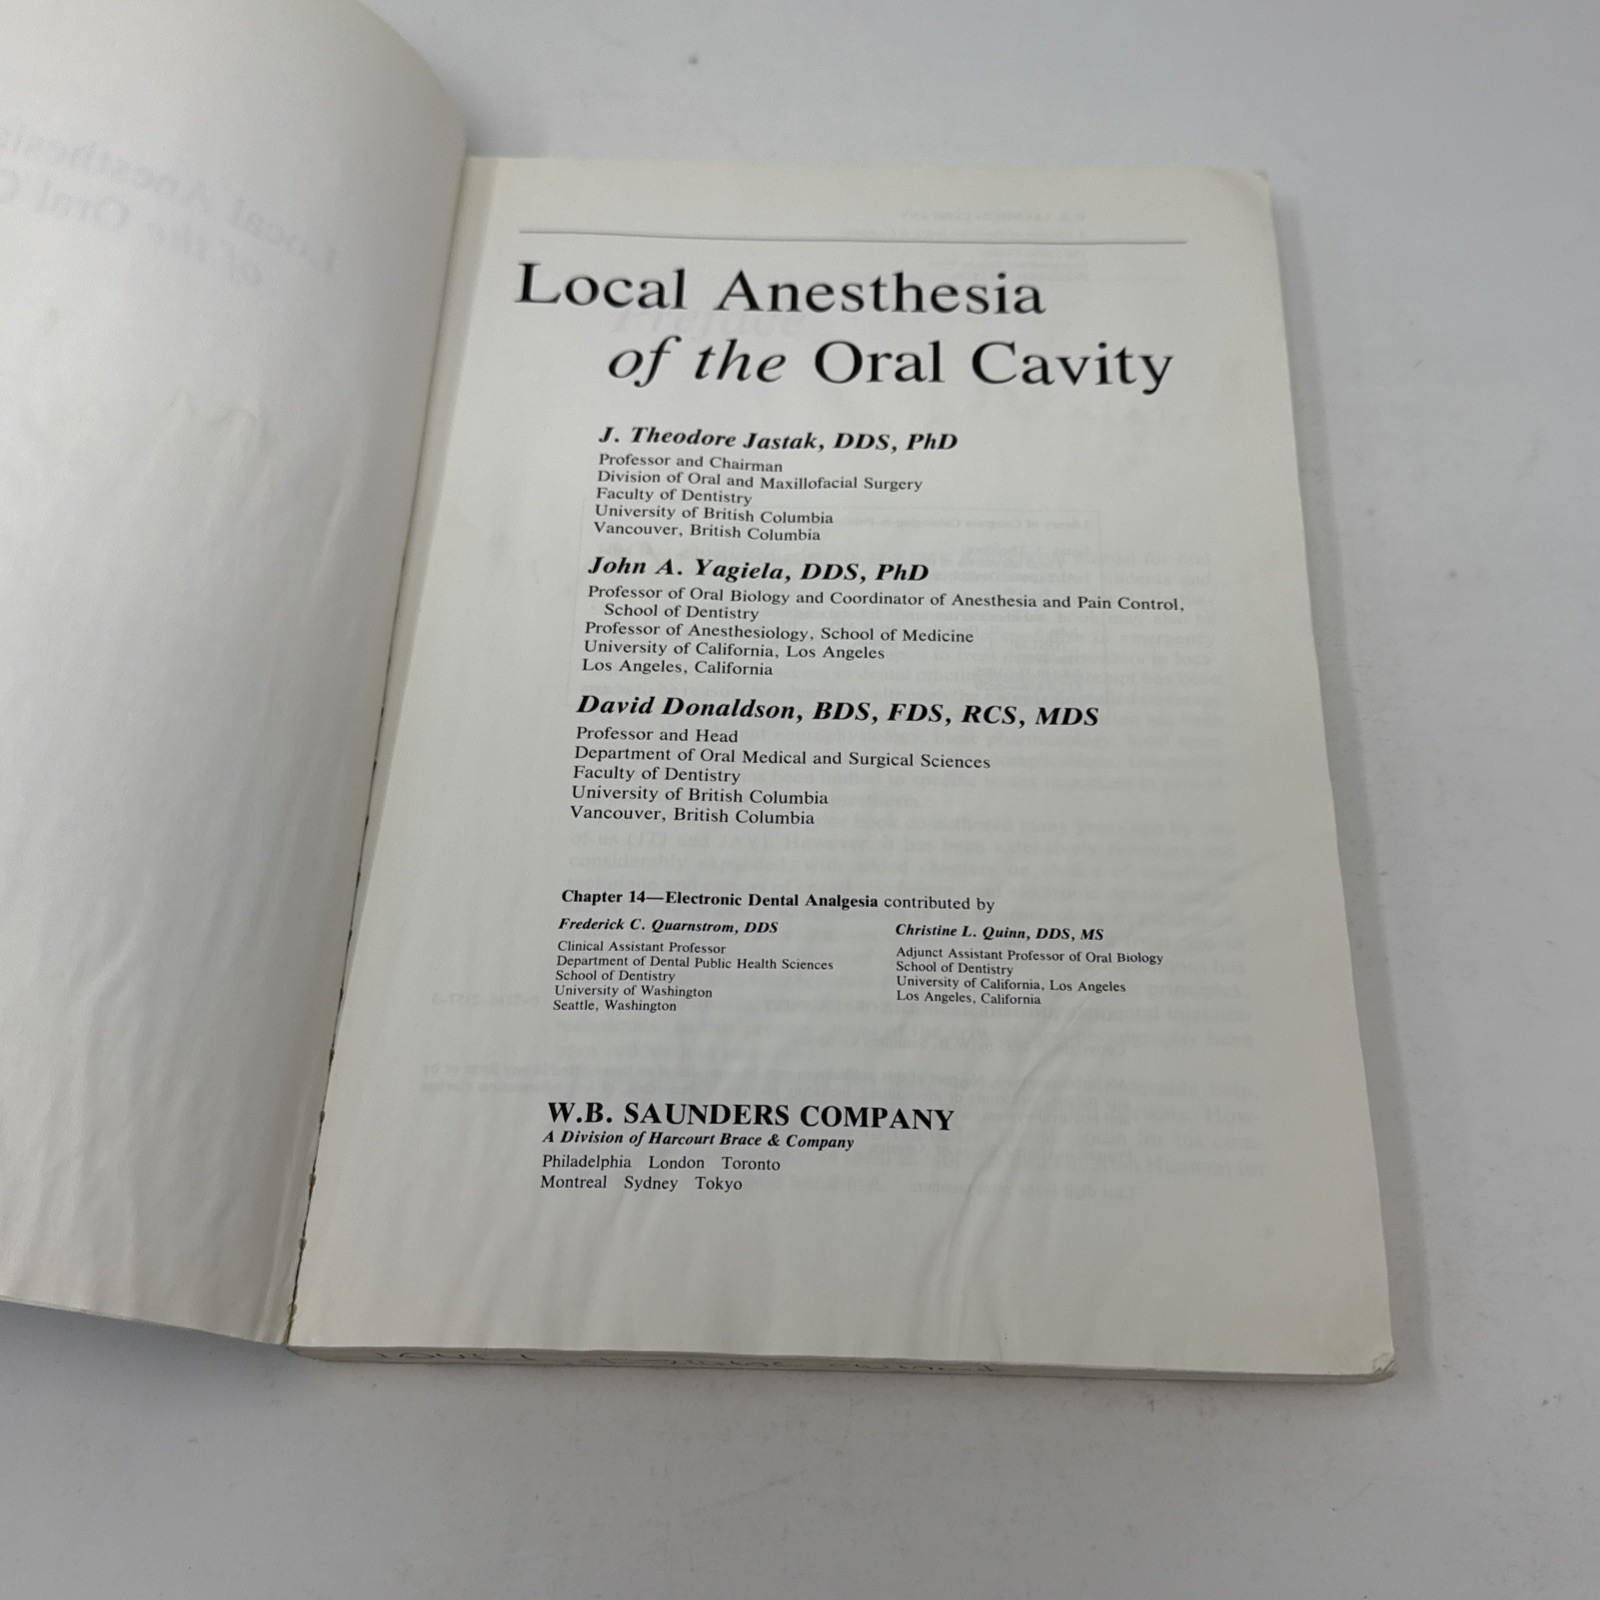 Local Anesthesia
of the Oral Cavity
J. Theodore Jastak, DDS, PhD
Professor and Chairman
Division of Oral and Maxillofacial Surgery
Faculty of Dentistry
University of British Columbia
Vancouver, British Columbia
John A. Yagiela, DDS, PhD
Professor of Oral Biology and Coordinator of Anesthesia and Pain Control,
School of Dentistry
Professor of Anesthesiology, School of Medicine
University of California, Los Angeles
Los Angeles, California
David Donaldson, BDS, FDS, RCS, MDS
Professor and Head
Department of Oral Medical and Surgical Sciences
Faculty of Dentistry
University of British Columbia
Vancouver, British Columbia
Chapter 14—Electronic Dental Analgesia contributed by
Frederick C. Quarnstrom, DDS
Clinical Assistant Professor
Department of Dental Public Health Sciences
School of Dentistry
University of Washington
Seattle, Washington
Christine L. Quinn, DDS, MS
Adjunct Assistant Professor of Oral Biology
School of Dentistry
University of California, Los Angeles
Los Angeles, California
W.B. SAUNDERS COMPANY
A Division of Harcourt Brace & Company
Philadelphia London Toronto
Montreal Sydney Tokyo